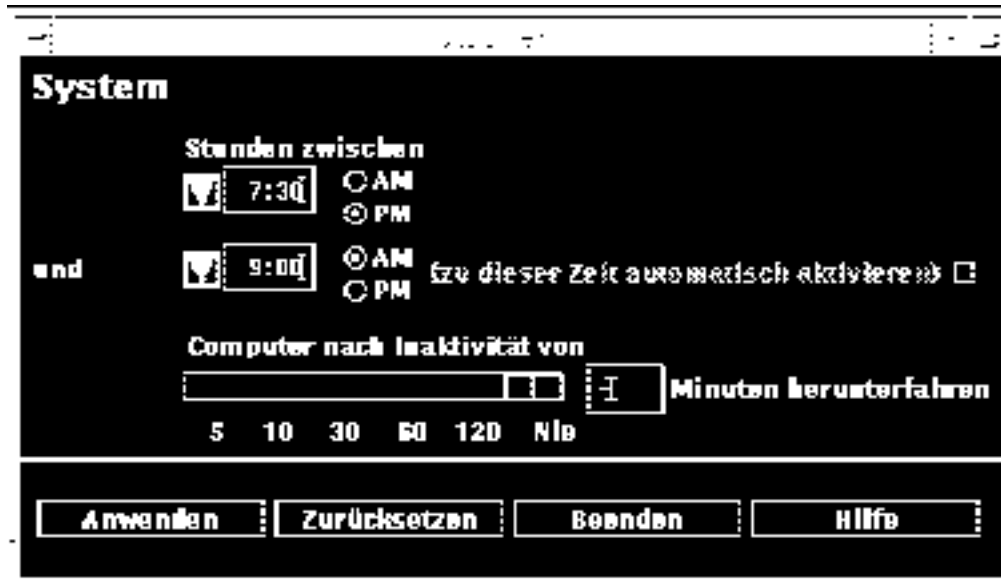 System
Stunden zwischen
7:30 AM
PM
und 9:00 AM (zu dieser Zeit automatisch aktivieren)
PM
Computer nach Inaktivität von
Minuten herunterfahren
5 10 30 60 120 Nie
Anwenden Zurücksetzen Beenden Hilfe